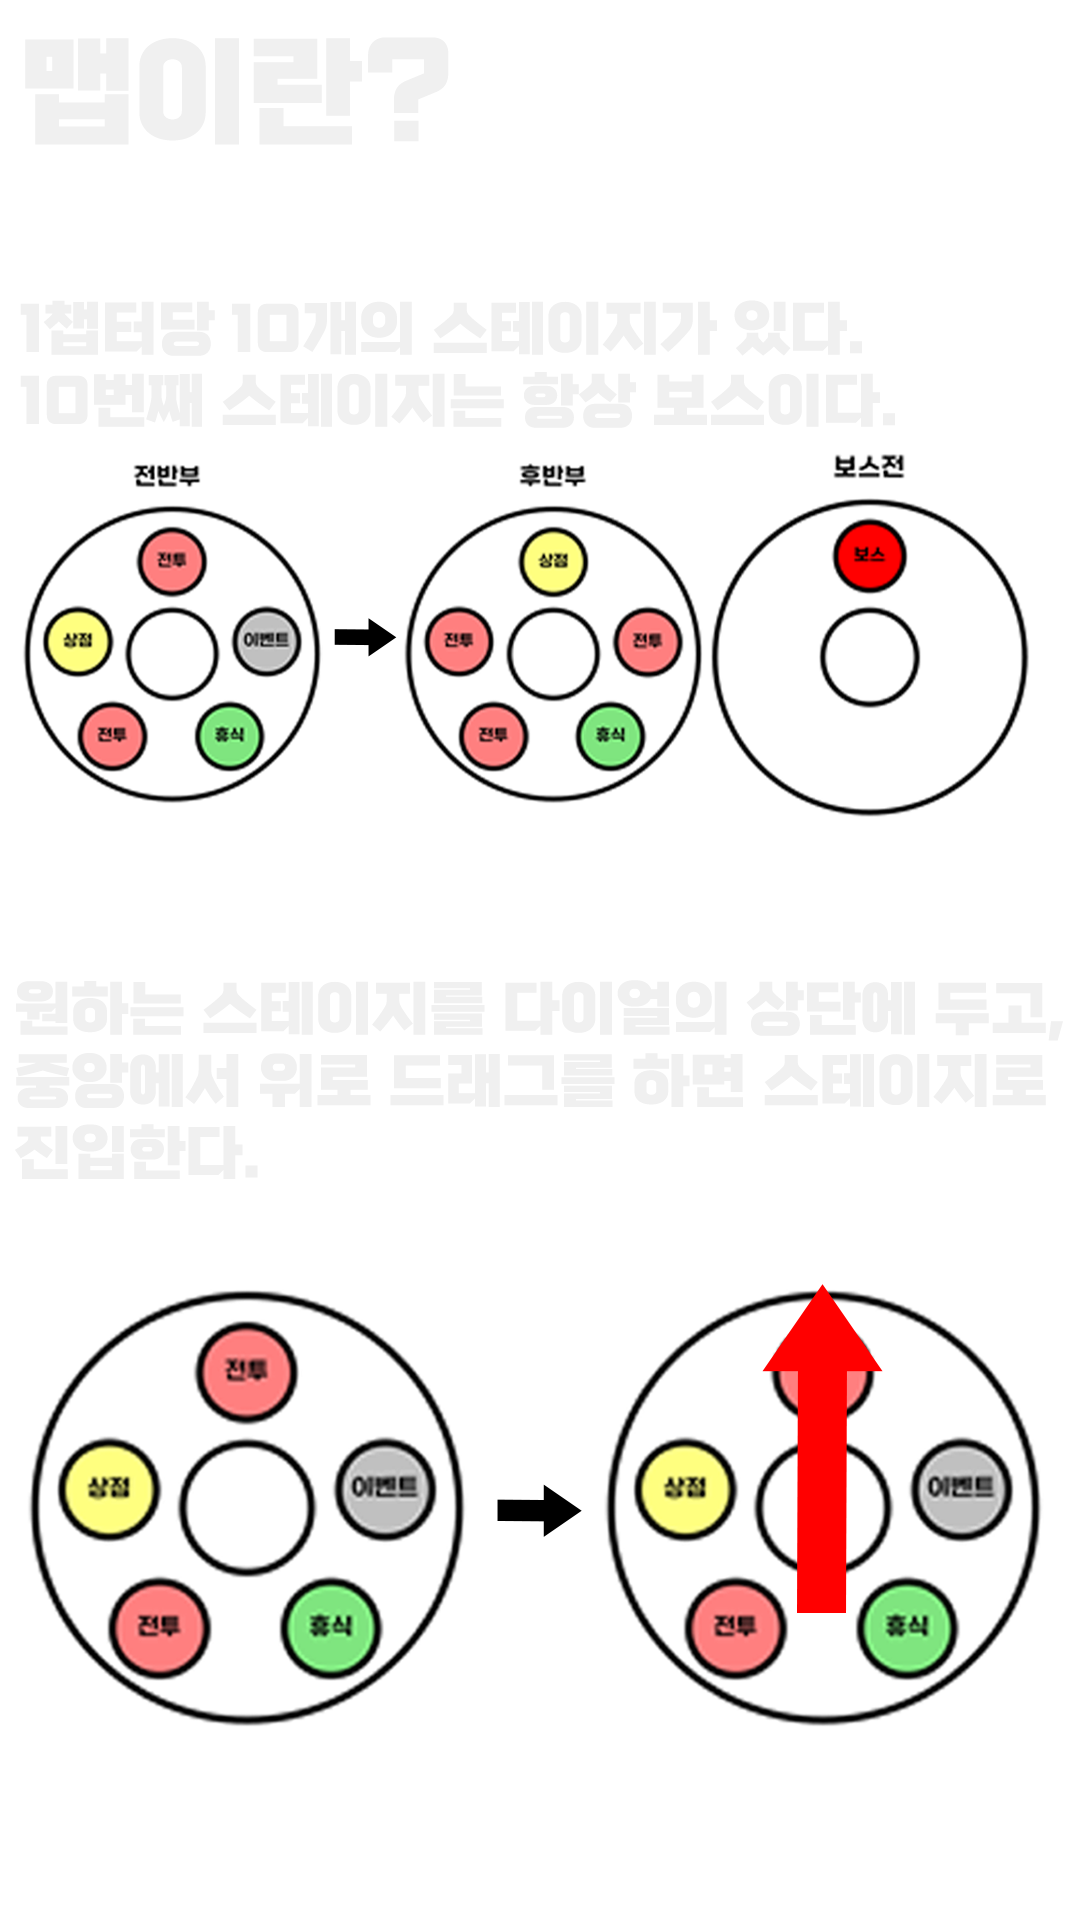 맵이란?
1챕터당 10개의 스테이지가 있다.
10번째 스테이지는 항상 보스이다.
전반부
후반부
보스전
전투
상점
이벤트
전투
휴식
상점
전투
전투
전투
휴식
보스
원하는 스테이지를 다이얼의 상단에 두고,
중앙에서 위로 드래그를 하면 스테이지로
진입한다.
전투
상점
이벤트
전투
휴식
상점
이벤트
전투
휴식